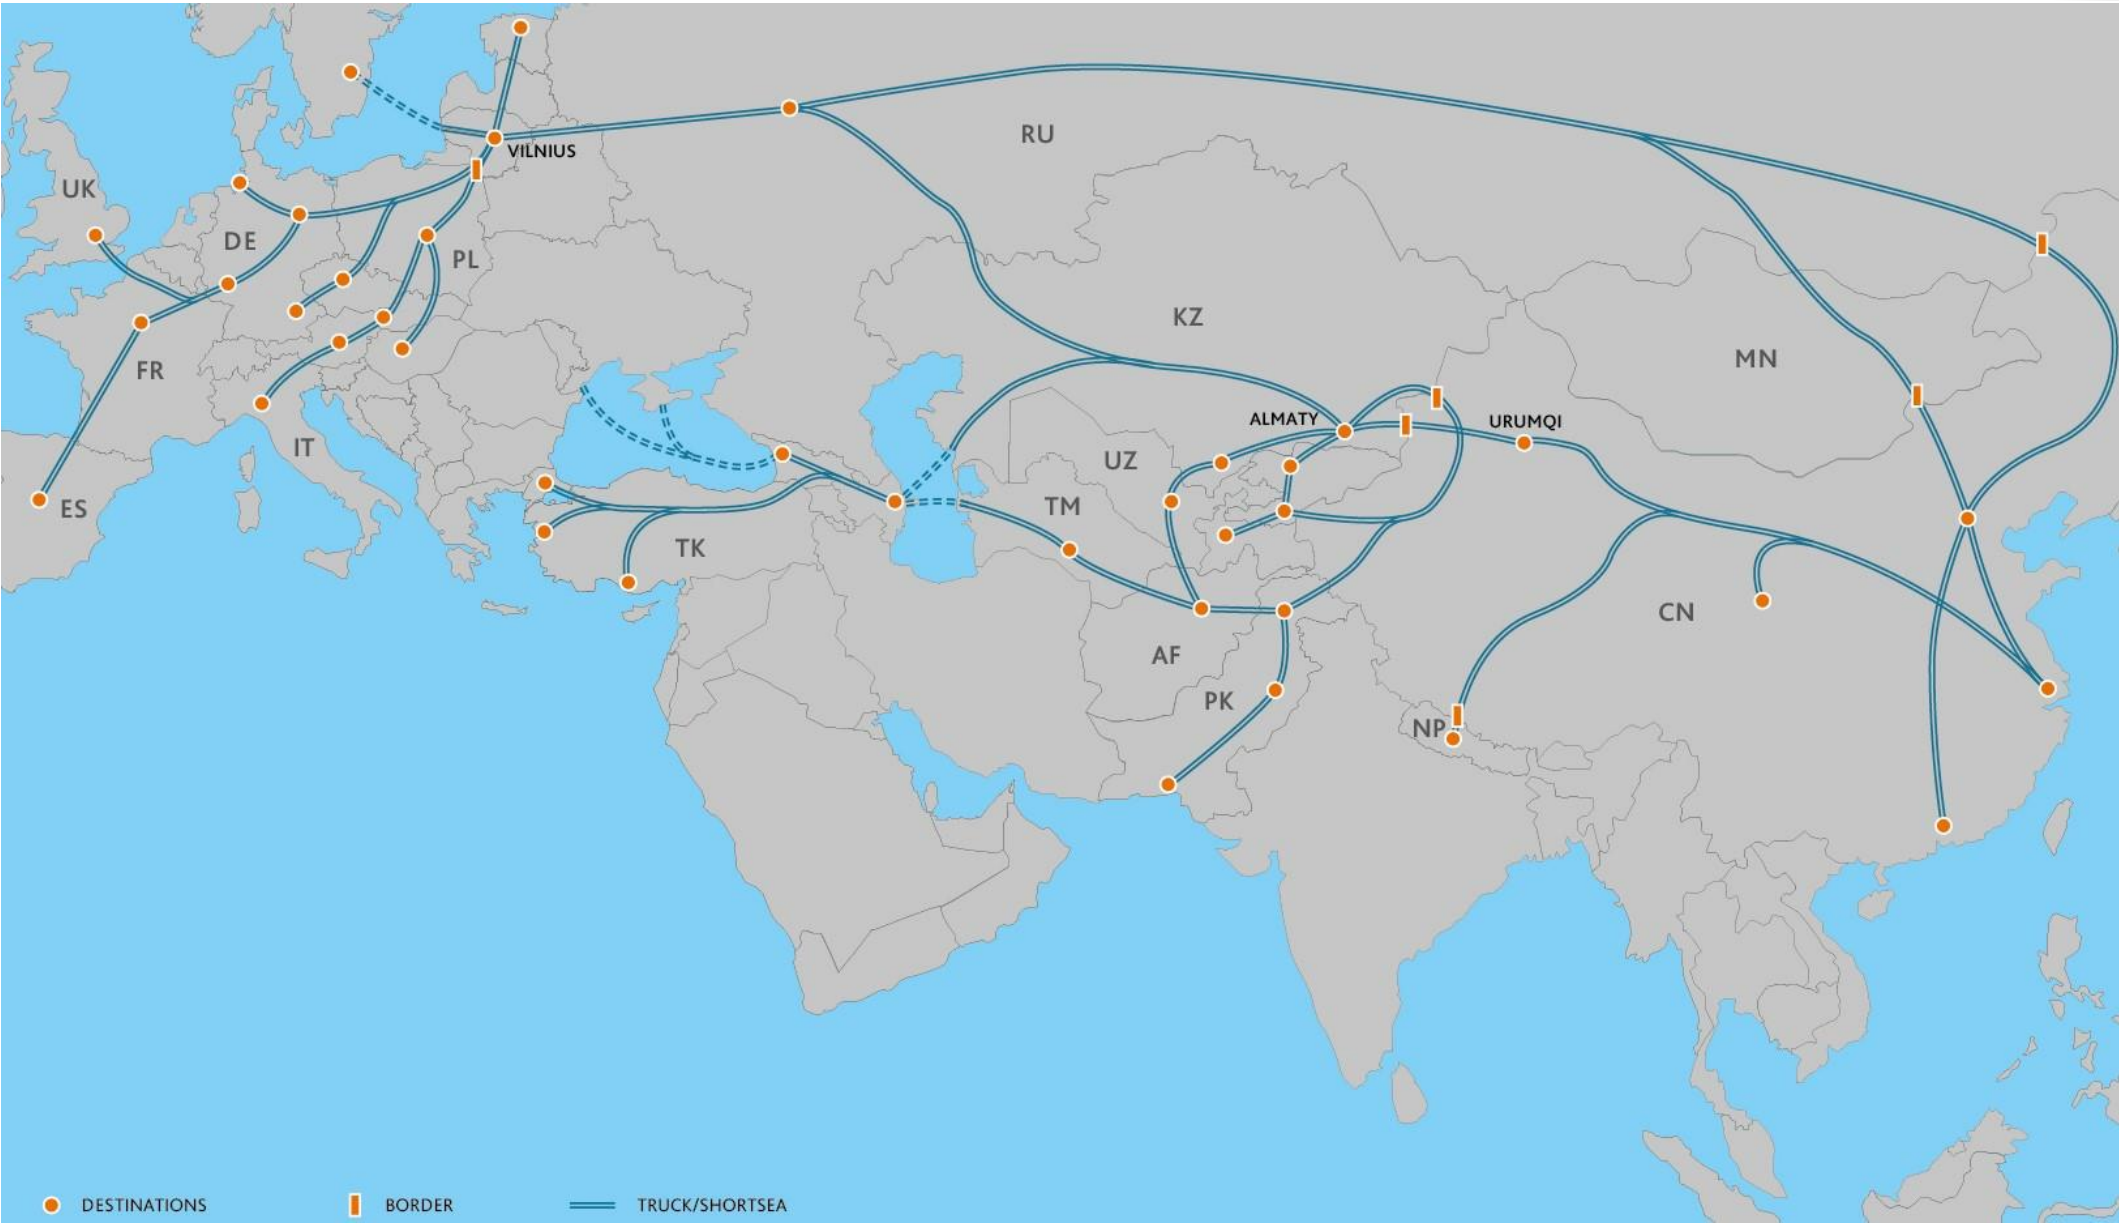 RU
VILNIUS
UK
DE
PL
KZ
MN
FR
ALMATY
URUMQI
IT
UZ
ES
TM
TK
CN
AF
PK
NP
DESTINATIONS
BORDER
TRUCK/SHORTSEA